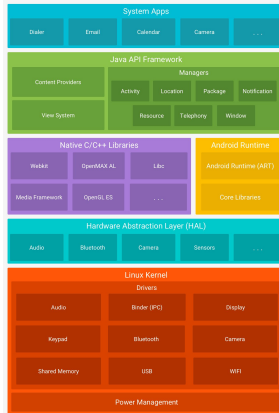 System Apps
Dialer Email Calendar Camera . . .
Java API Framework
Content Providers
View System
Managers
Activity Location Package Notification
Resource Telephony Window
Native C/C++ Libraries
Webkit OpenMAX AL Libc
Media Framework OpenGL ES . . .
Android Runtime
Android Runtime (ART)
Core Libraries
Hardware Abstraction Layer (HAL)
Audio Bluetooth Camera Sensors . . .
Linux Kernel
Drivers
Audio Binder (IPC) Display
Keypad Bluetooth Camera
Shared Memory USB WIFI
Power Management